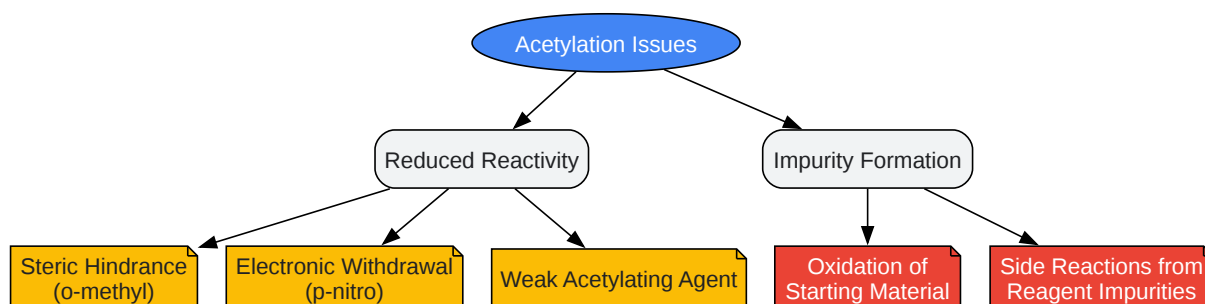 Acetylation Issues
Reduced Reactivity
Impurity Formation
Steric Hindrance
(o-methyl)
Electronic Withdrawal
(p-nitro)
Weak Acetylating Agent
Oxidation of
Starting Material
Side Reactions from
Reagent Impurities